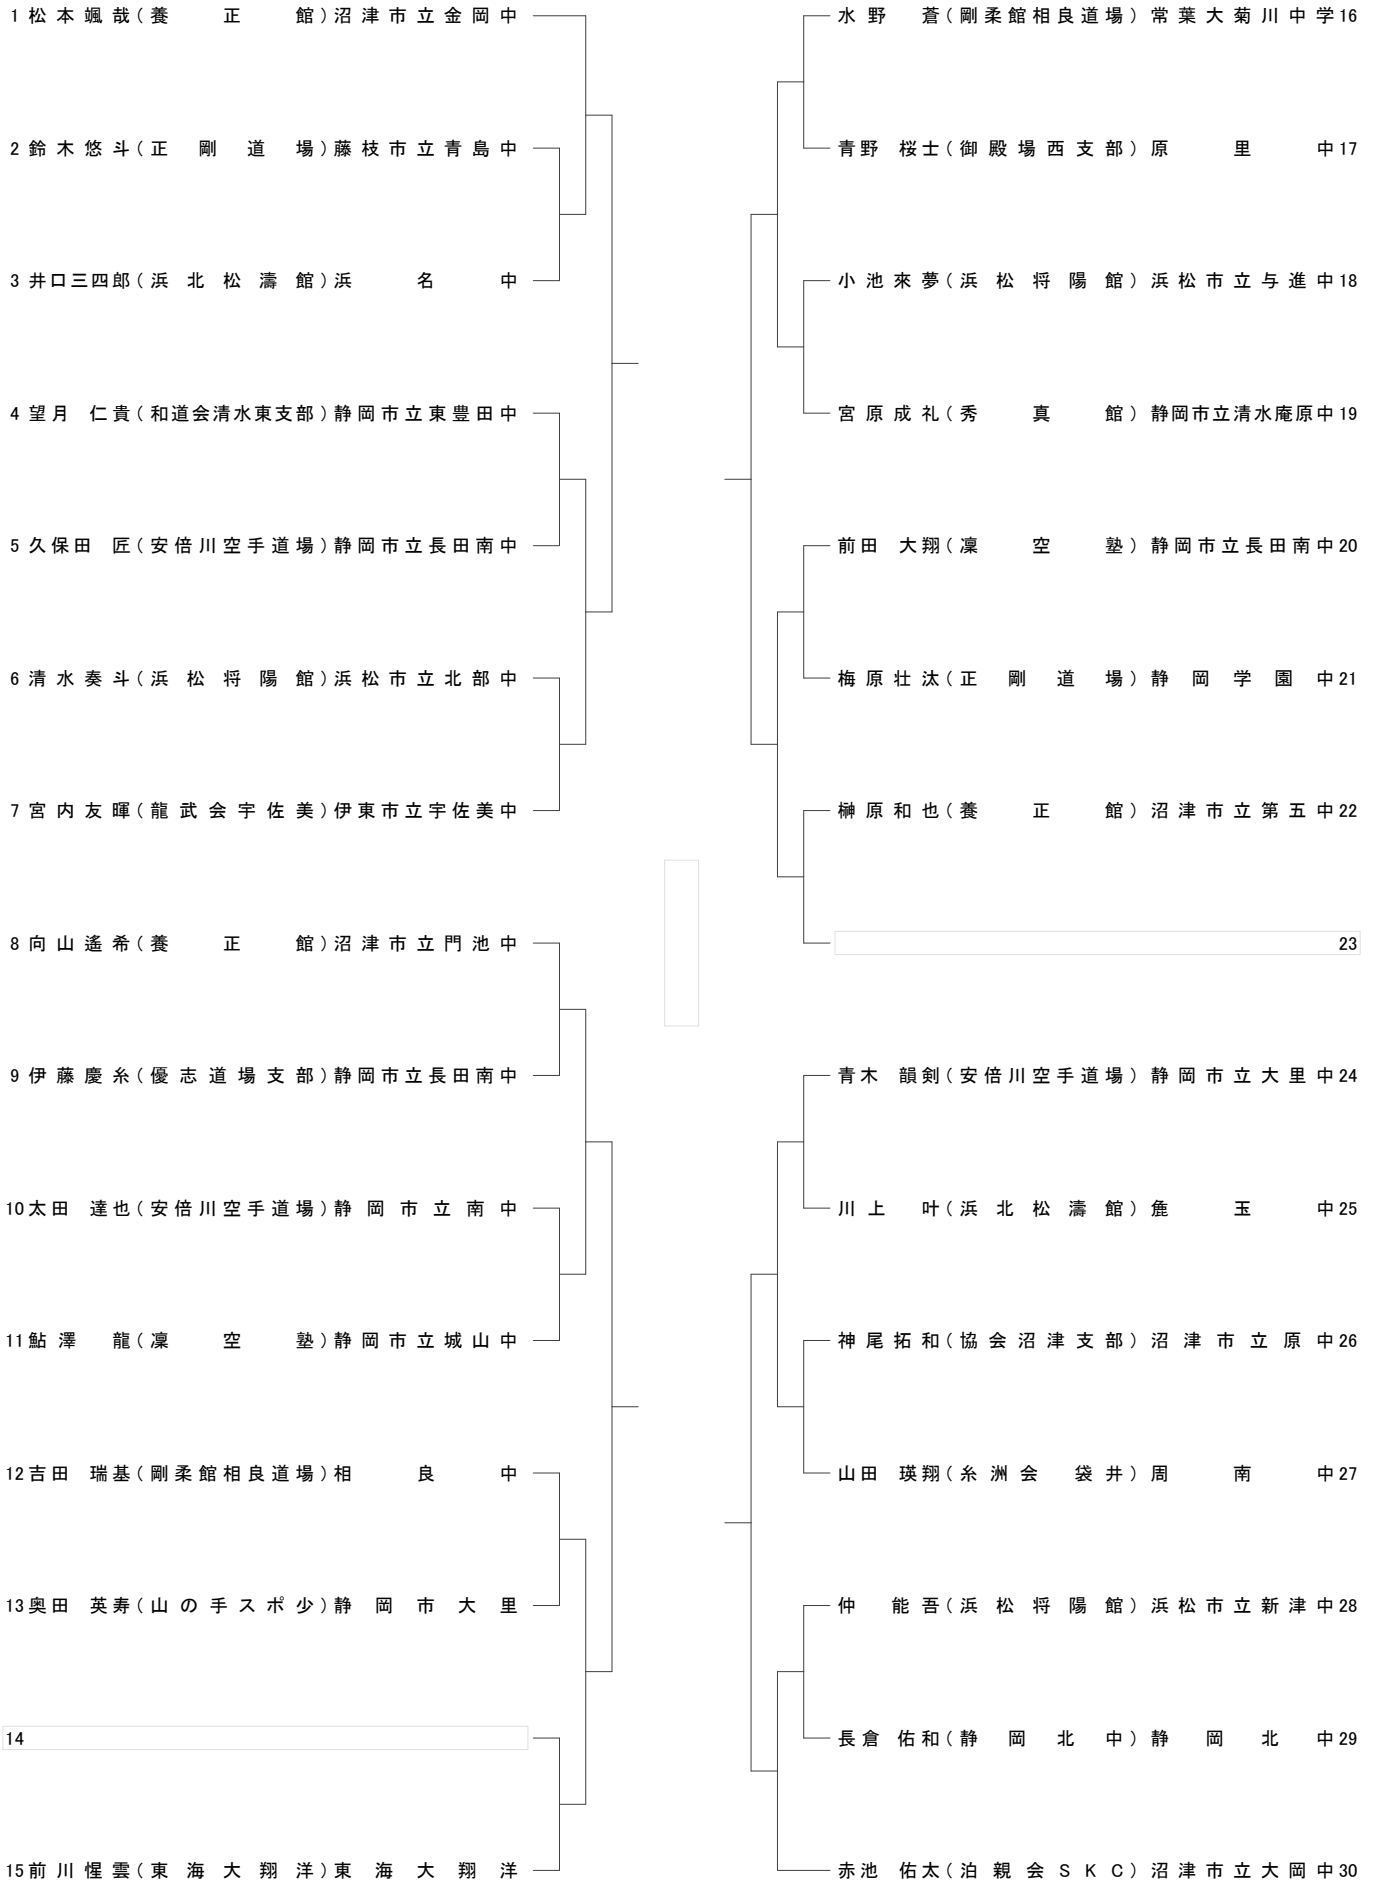 1 松本颯哉(養正館)沼津市立金岡中
2 鈴木悠斗(正剛道場)藤枝市立青島中
3 井口三四郎(浜北松濤館)浜名中
4 望月 仁貴(和道会清水東支部)静岡市立東豊田中
5 久保田 匠(安倍川空手道場)静岡市立長田南中
6 清水奏斗(浜松将陽館)浜松市立北部中
7 宮内友暉(龍武会宇佐美)伊東市立宇佐美中
8 向山遙希(養正館)沼津市立門池中
9 伊藤慶糸(優志道場支部)静岡市立長田南中
10 太田 達也(安倍川空手道場)静岡市立南中
11 鮎澤 龍(凜空塾)静岡市立城山中
12 吉田 瑞基(剛柔館相良道場)相良中
13 奥田 英寿(山の手スポ少)静岡市大里
14
15 前川惺雲(東海大翔洋)東海大翔洋
水野 蒼(剛柔館相良道場)常葉大菊川中学 16
青野 桜士(御殿場西支部)原里中 17
小池來夢(浜松将陽館)浜松市立与進中 18
宮原成礼(秀真館)静岡市立清水庵原中 19
前田 大翔(凜空塾)静岡市立長田南中 20
梅原壮汰(正剛道場)静岡学園中 21
榊原和也(養正館)沼津市立第五中 22
23
青木 韻剣(安倍川空手道場)静岡市立大里中 24
川上 叶(浜北松濤館)麁玉中 25
神尾拓和(協会沼津支部)沼津市立原中 26
山田 瑛翔(糸洲会 袋井)周南中 27
仲 能吾(浜松将陽館)浜松市立新津中 28
長倉 佑和(静岡北中)静岡北中 29
赤池 佑太(泊親会SKC)沼津市立大岡中 30